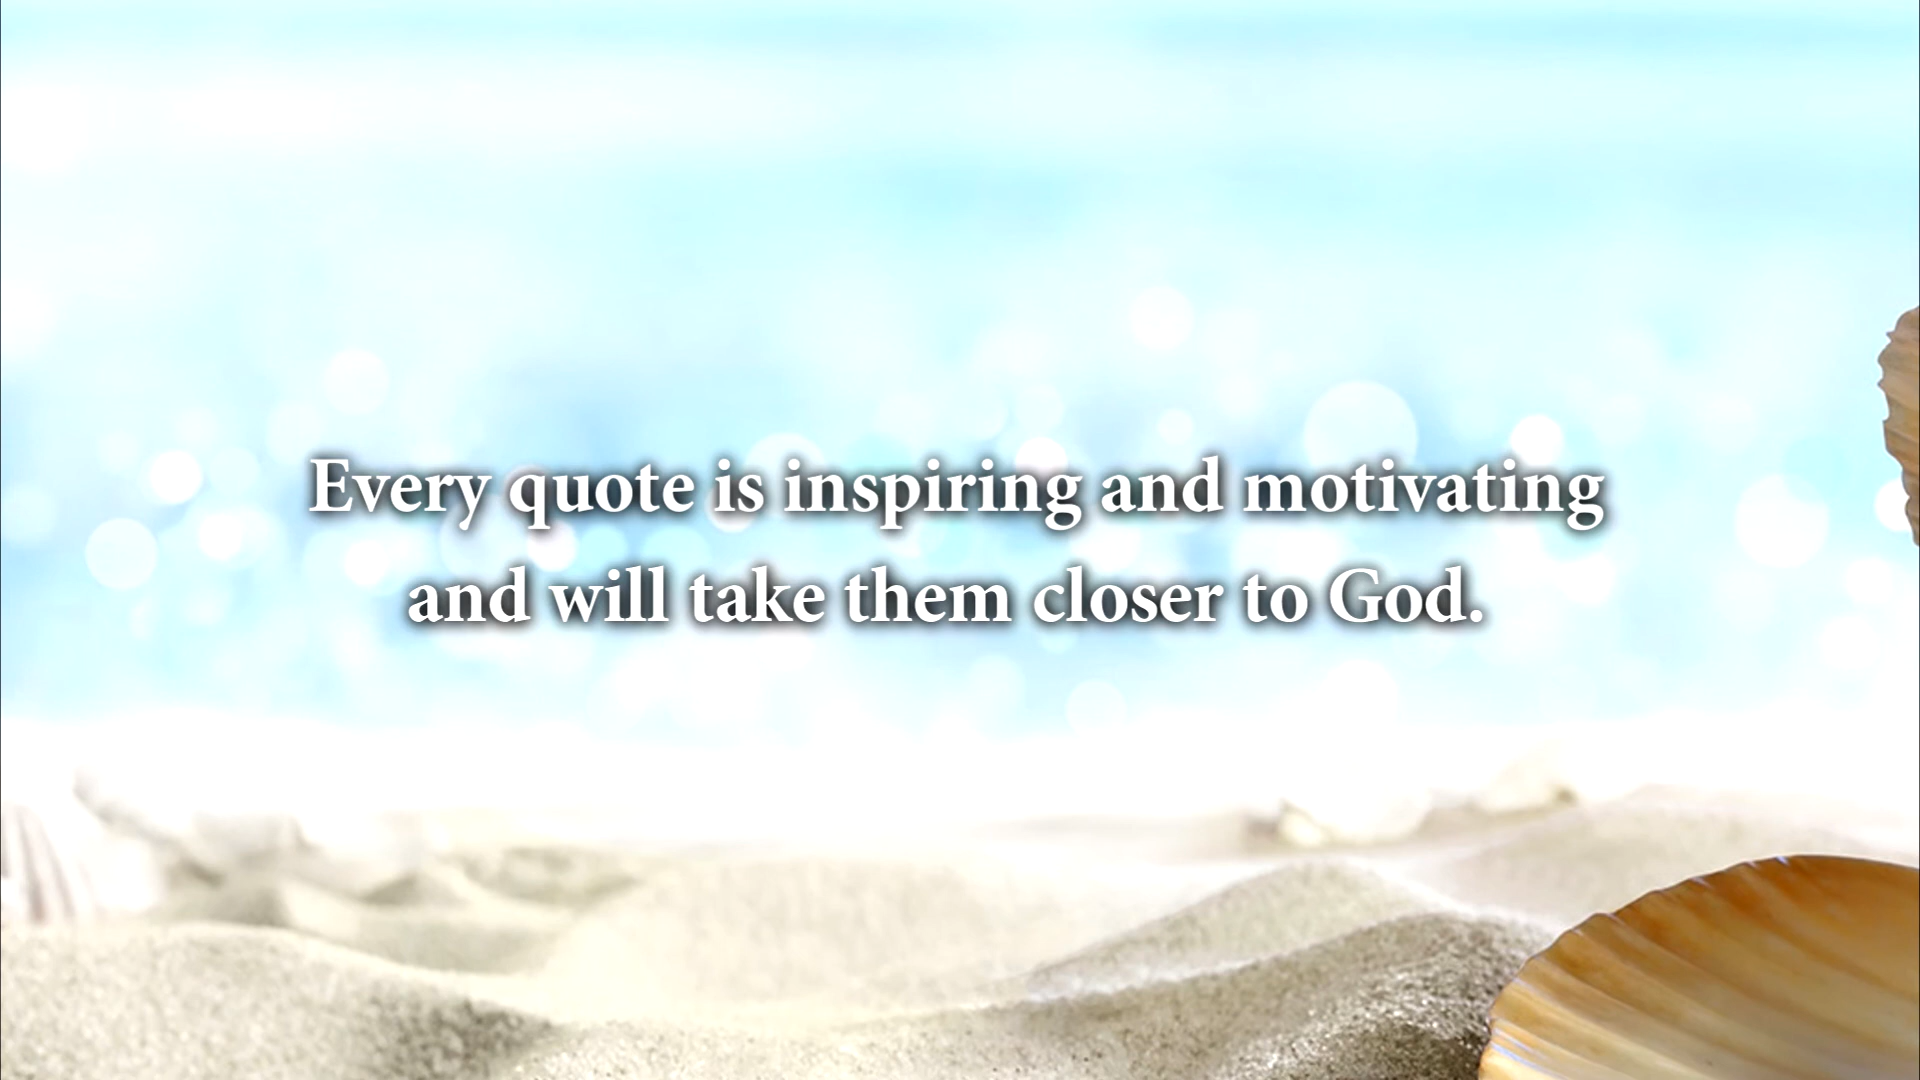 Every quote is inspiring and motivating
and will take them closer to God.